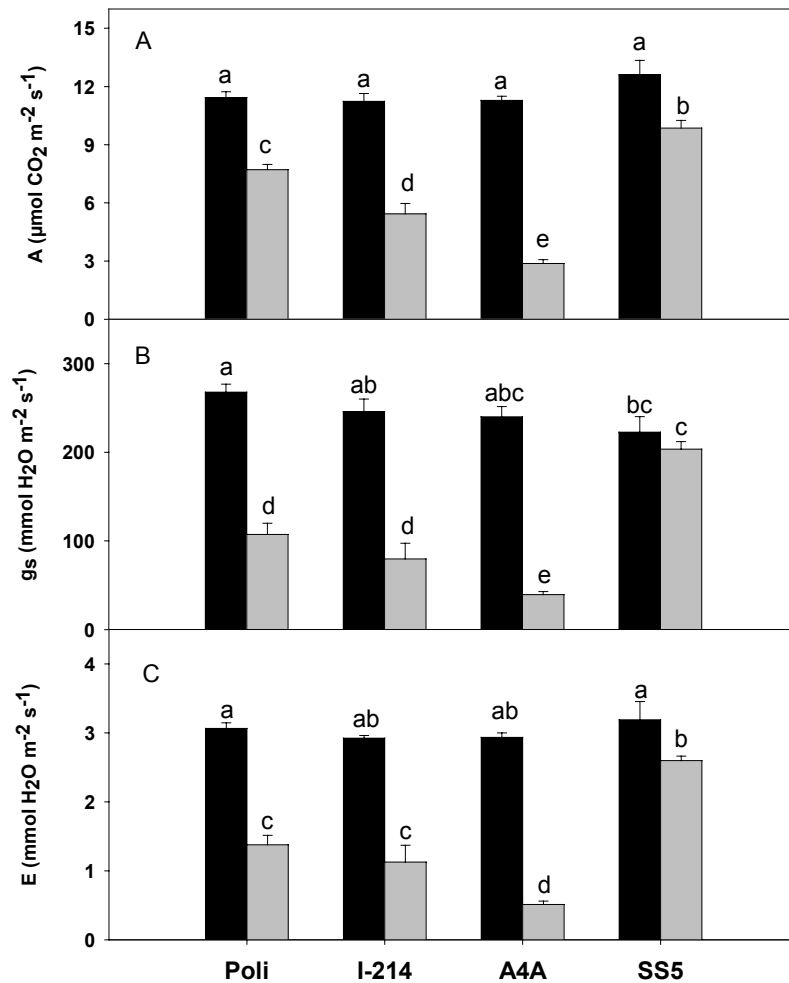 A
15
12
9
6
3
0
A (µmol CO₂ m⁻² s⁻¹)
a
a
a
a
c
d
e
b
B
300
200
100
0
gₛ (mmol H₂O m⁻² s⁻¹)
a
ab
abc
bc
c
d
d
e
C
4
3
2
1
0
E (mmol H₂O m⁻² s⁻¹)
a
ab
ab
a
b
c
c
d
Poli I-214 A4A SS5